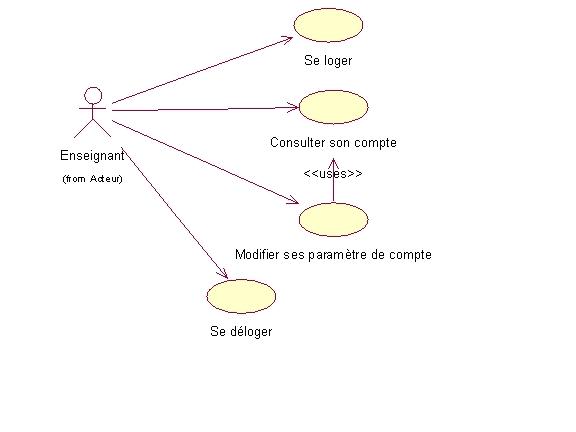 Se loger
Consulter son compte
Enseignant
(from Acteur)
<<uses>>
Modifier ses paramètre de compte
Se déloger